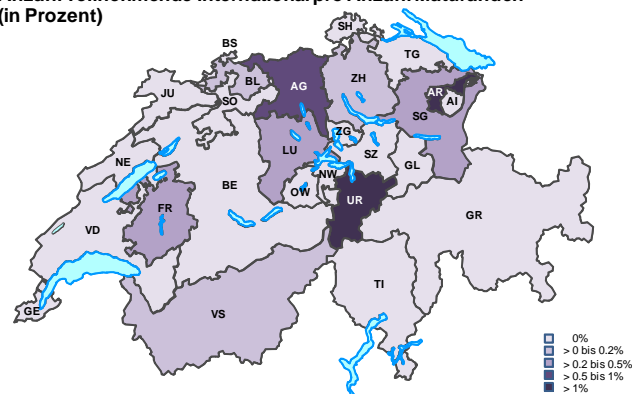 (in Prozent)
SH
BS
TG
BL
ZH
JU
AG
AR
AI
SO
SG
ZG
LU
NE
SZ
GL
NW
BE
OW
UR
FR
GR
VD
TI
GE
VS
0%
> 0 bis 0.2%
> 0.2 bis 0.5%
> 0.5 bis 1%
> 1%